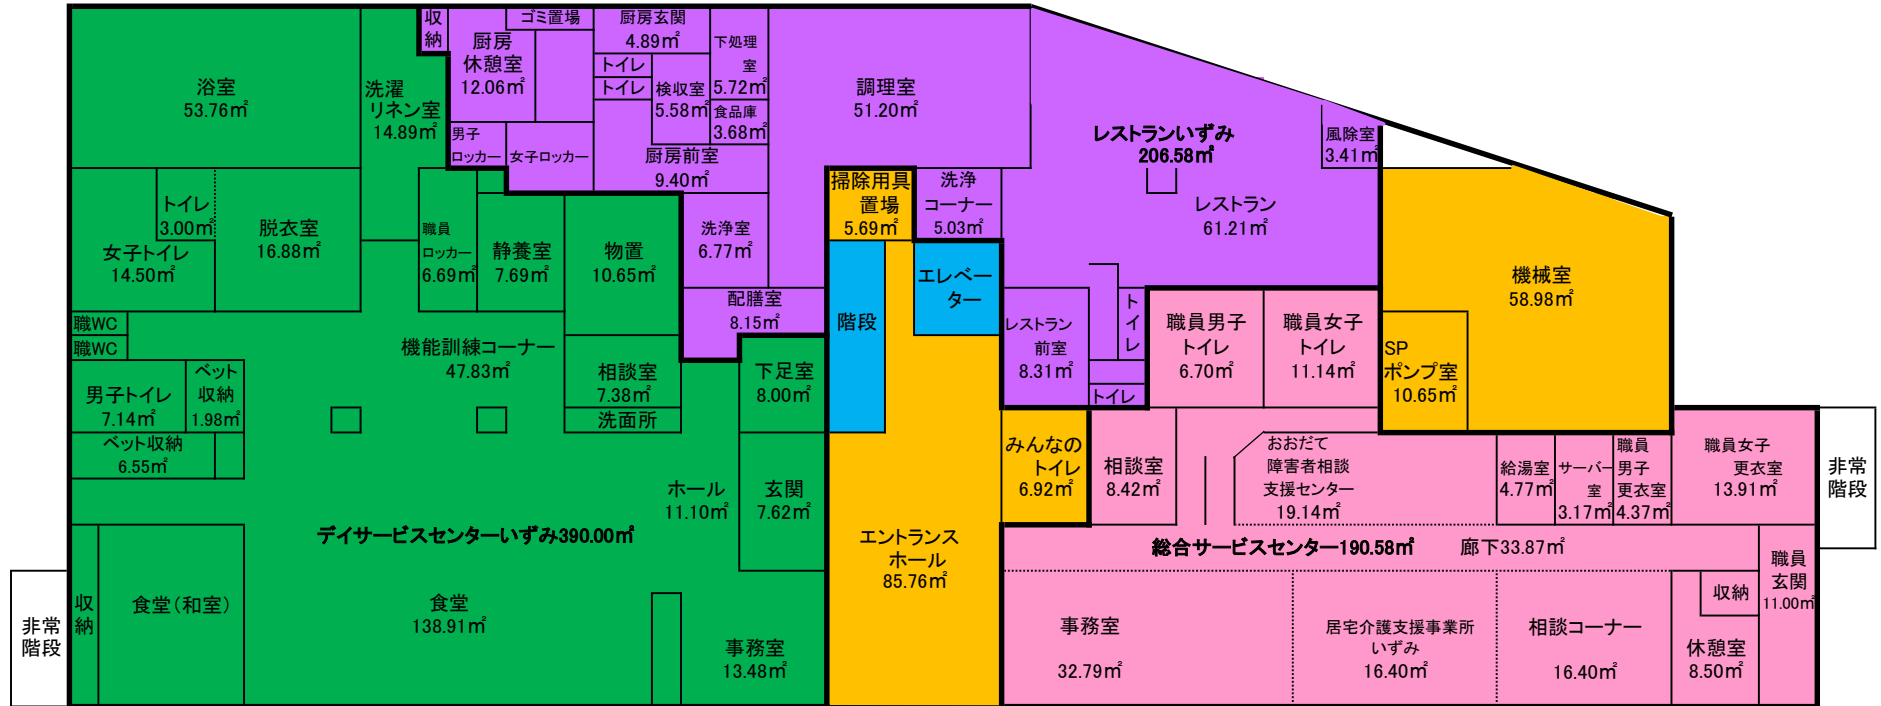 浴室
53.76㎡
洗濯
リネン室
14.89㎡
収
納
厨房
休憩室
12.06㎡
ゴミ置場
厨房玄関
4.89㎡
トイレ
トイレ
検収室
5.58㎡
下処理
室
5.72㎡
食品庫
3.68㎡
男子
ロッカー
女子ロッカー
厨房前室
9.40㎡
調理室
51.20㎡
レストランいずみ
206.58㎡
風除室
3.41㎡
トイレ
3.00㎡
女子トイレ
14.50㎡
脱衣室
16.88㎡
職員
ロッカー
6.69㎡
静養室
7.69㎡
物置
10.65㎡
洗浄室
6.77㎡
掃除用具
置場
5.69㎡
洗浄
コーナー
5.03㎡
レストラン
61.21㎡
機械室
58.98㎡
エレベー
ター
階段
配膳室
8.15㎡
職WC
職WC
機能訓練コーナー
47.83㎡
レストラン
前室
8.31㎡
ト
イ
レ
トイレ
職員男子
トイレ
6.70㎡
職員女子
トイレ
11.14㎡
SP
ポンプ室
10.65㎡
男子トイレ
7.14㎡
ベット
収納
1.98㎡
相談室
7.38㎡
洗面所
下足室
8.00㎡
ベット収納
6.55㎡
ホール
11.10㎡
玄関
7.62㎡
みんなの
トイレ
6.92㎡
相談室
8.42㎡
おおだて
障害者相談
支援センター
19.14㎡
給湯室
4.77㎡
サーバー
室
3.17㎡
職員
男子
更衣室
4.37㎡
職員女子
更衣室
13.91㎡
非常
階段
デイサービスセンターいずみ390.00㎡
エントランス
ホール
85.76㎡
総合サービスセンター190.58㎡
廊下33.87㎡
職員
玄関
11.00㎡
非常
階段
収
納
食堂(和室)
食堂
138.91㎡
事務室
13.48㎡
事務室
32.79㎡
居宅介護支援事業所
いずみ
16.40㎡
相談コーナー
16.40㎡
収納
休憩室
8.50㎡